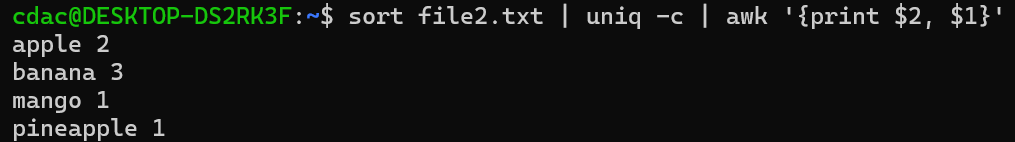 cdac@DESKTOP-DS2RK3F:~$ sort file2.txt | uniq -c | awk '{print $2, $1}'
apple 2
banana 3
mango 1
pineapple 1